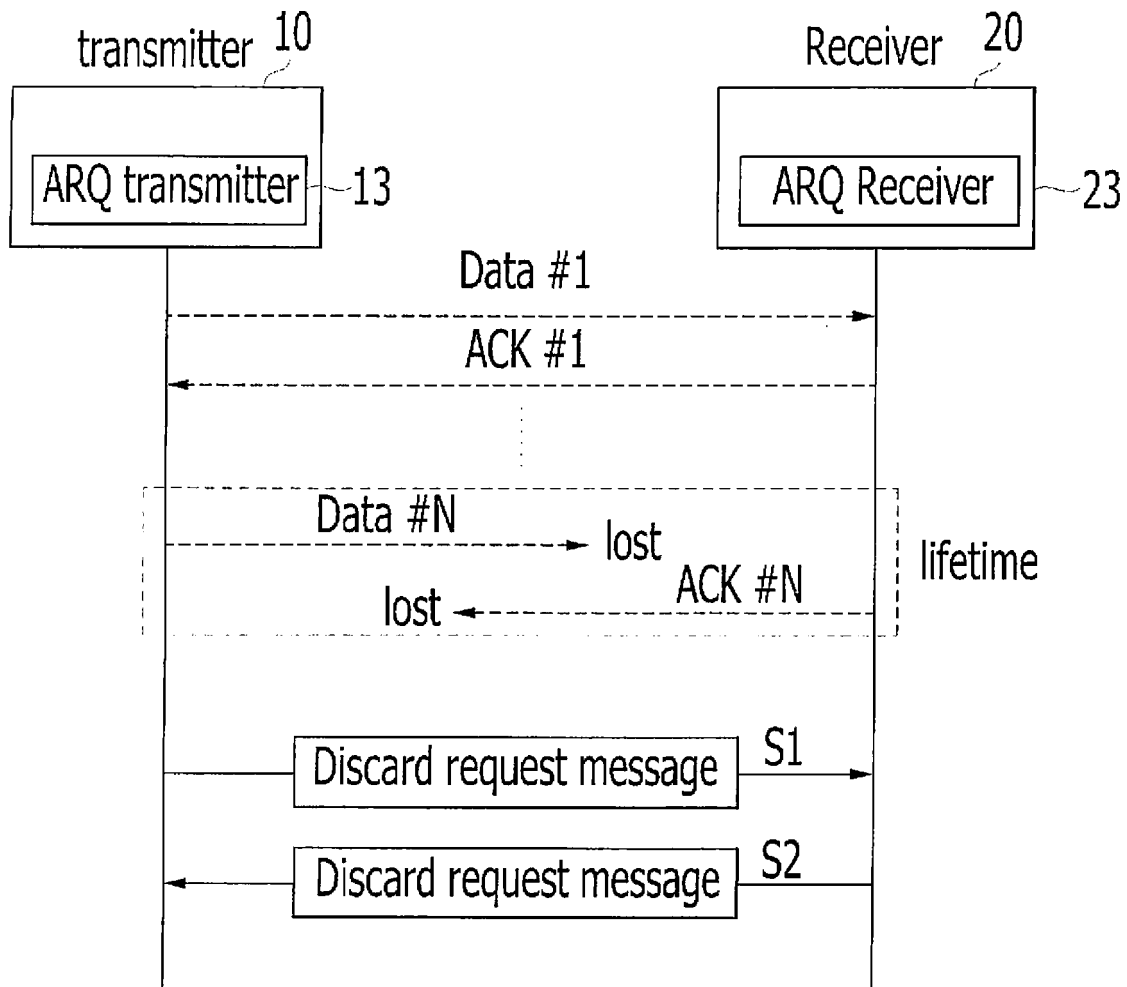 transmitter 10
Receiver 20
ARQ transmitter 13
ARQ Receiver 23
Data #1
ACK #1
Data #N
lost
lifetime
ACK #N
lost
Discard request message S1
Discard request message S2